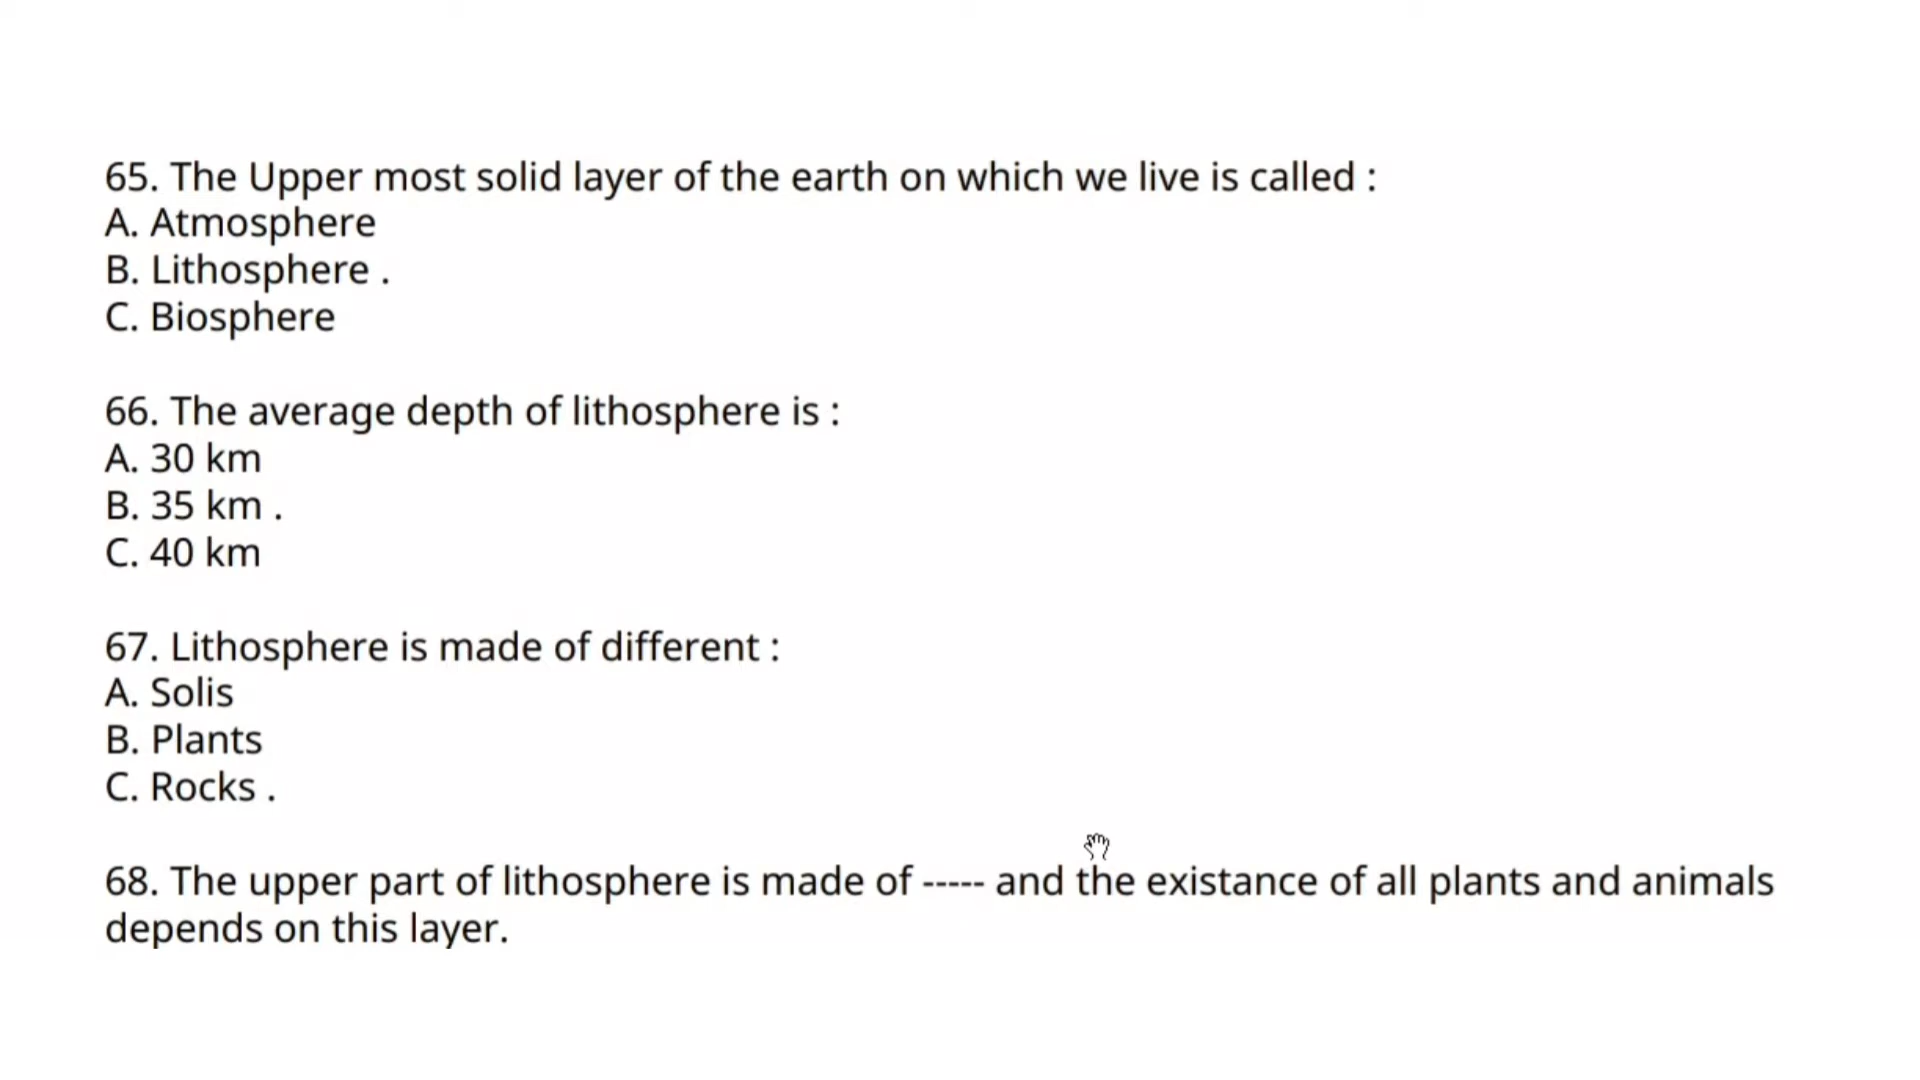 65. The Upper most solid layer of the earth on which we live is called :
A. Atmosphere
B. Lithosphere .
C. Biosphere
66. The average depth of lithosphere is :
A. 30 km
B. 35 km .
C. 40 km
67. Lithosphere is made of different :
A. Solis
B. Plants
C. Rocks .
68. The upper part of lithosphere is made of ----- and the existance of all plants and animals
depends on this layer.